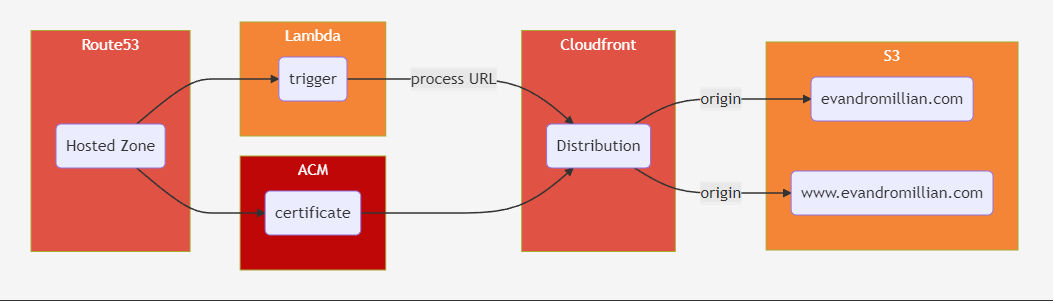 Route53
Hosted Zone
Lambda
trigger
process URL
ACM
certificate
Cloudfront
Distribution
origin
origin
S3
evandromillian.com
www.evandromillian.com